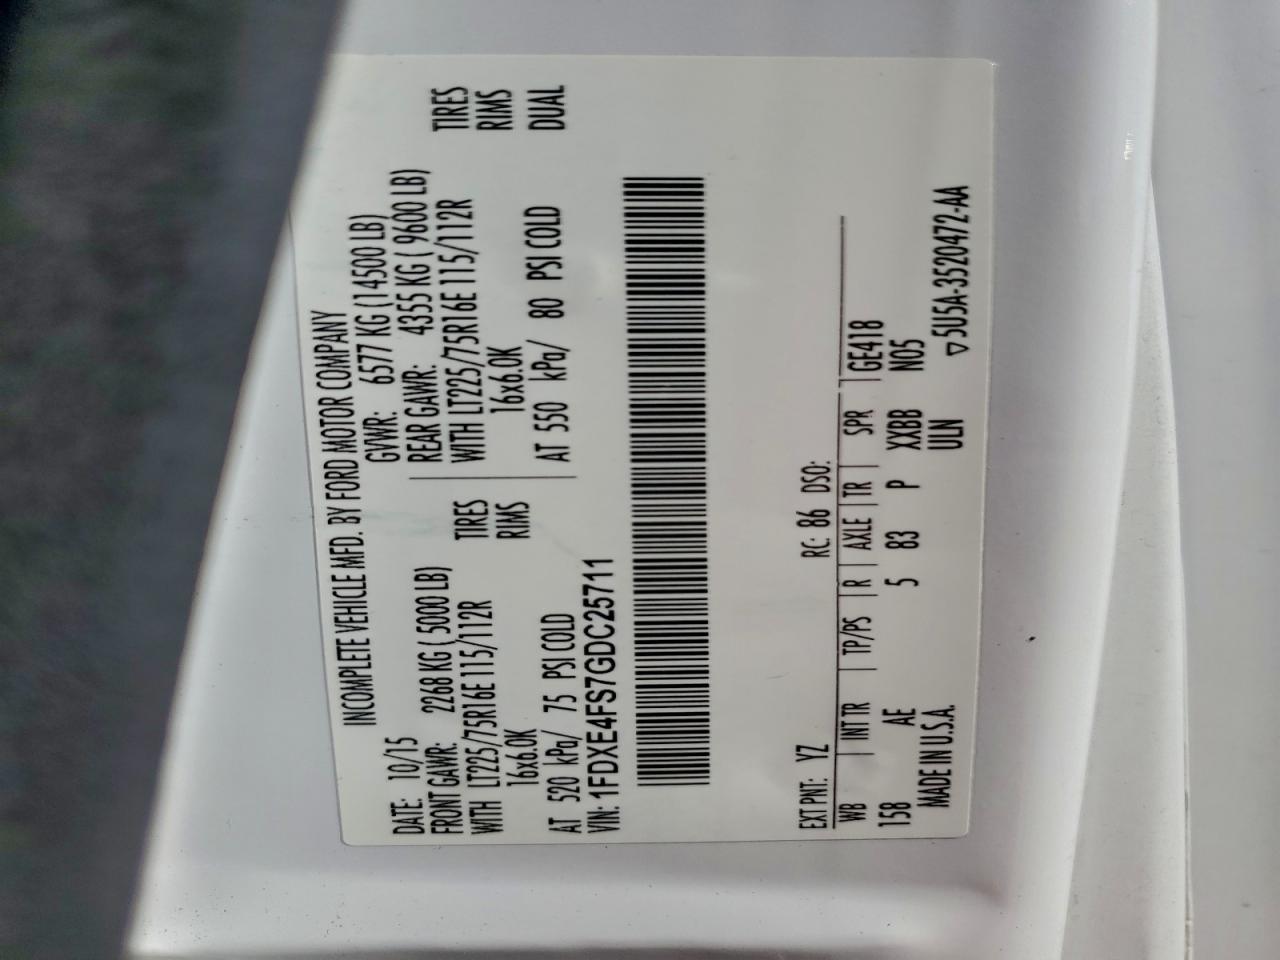 INCOMPLETE VEHICLE MFD. BY FORD MOTOR COMPANY
DATE: 10/15 GVWR: 6577 KG (14500 LB)
FRONT GAWR: 2268 KG ( 5000 LB) REAR GAWR: 4355 KG ( 9600 LB)
WITH LT225/75R16E 115/112R TIRES WITH LT225/75R16E 115/112R TIRES
16x6.0K RIMS 16x6.0K RIMS
AT 520 kPa/ 75 PSI COLD AT 550 kPa/ 80 PSI COLD DUAL
VIN: 1FDXE4FS7GDC25711
EXT PNT: YZ RC: 86 DSO:
WB | INT TR | TP/PS | R | AXLE | TR | SPR | GE418
158 AE 5 83 P XXBB N05
MADE IN U.S.A. ULN ▽5U5A-3520472-AA